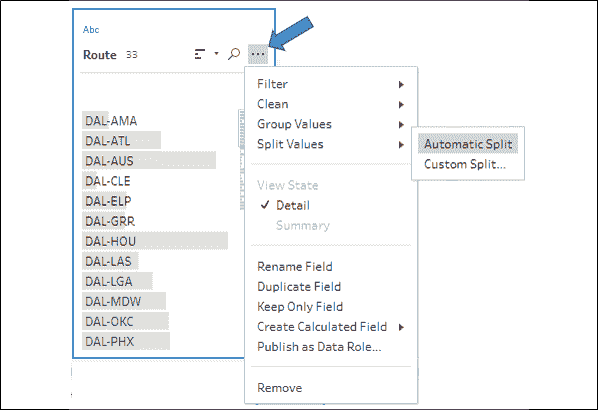 Abc
Route 33
DAL-AMA
DAL-ATL
DAL-AUS
DAL-CLE
DAL-ELP
DAL-GRR
DAL-HOU
DAL-LAS
DAL-LGA
DAL-MDW
DAL-OKC
DAL-PHX
Filter
Clean
Group Values
Split Values
View State
✓ Detail
Summary
Rename Field
Duplicate Field
Keep Only Field
Create Calculated Field
Publish as Data Role...
Remove
Automatic Split
Custom Split...